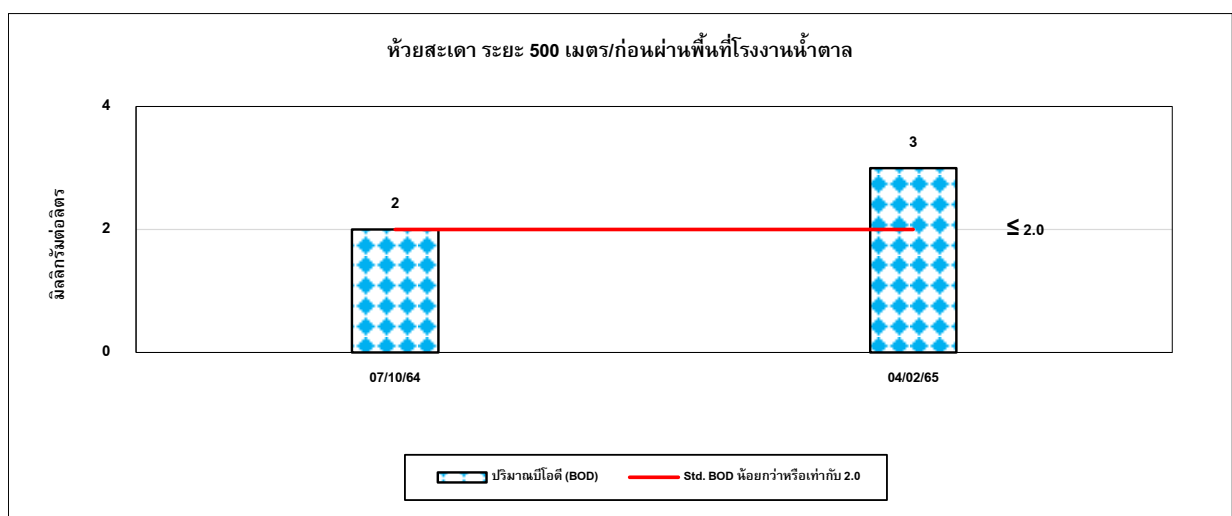 ห้วยสะเดา ระยะ 500 เมตร/ก่อนผ่านพื้นที่โรงงานน้ำตาล
มิลลิกรัมต่อลิตร
4
3
2
2
≤ 2.0
0
07/10/64
04/02/65
ปริมาณบีโอดี (BOD)
Std. BOD น้อยกว่าหรือเท่ากับ 2.0